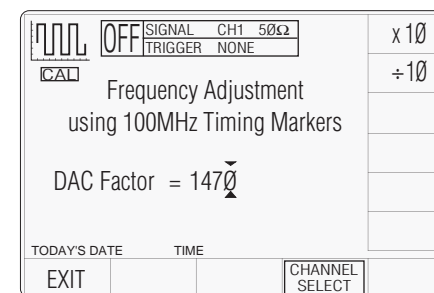 OFF SIGNAL CH1 5ØΩ
TRIGGER NONE
x 1Ø
÷1Ø
CAL
Frequency Adjustment
using 100MHz Timing Markers
DAC Factor = 147Ø
TODAY'S DATE TIME
EXIT
CHANNEL
SELECT